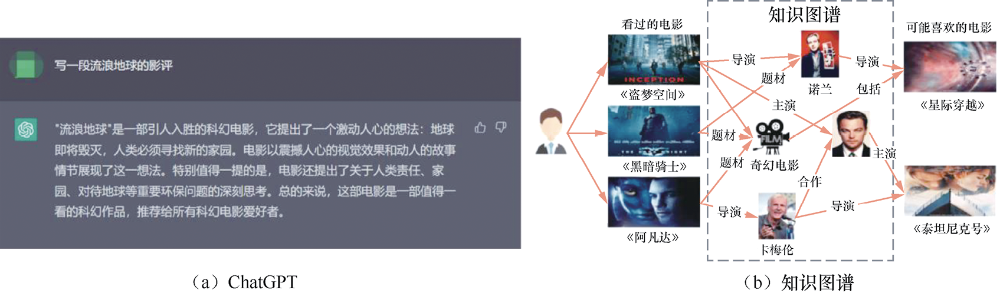 写一段流浪地球的影评
"流浪地球"是一部引人入胜的科幻电影，它提出了一个激动人心的想法：地球
即将毁灭，人类必须寻找新的家园。电影以震撼人心的视觉效果和动人的故事
情节展现了这一想法。特别值得一提的是，电影还提出了关于人类责任、家
园、对待地球等重要环保问题的深刻思考。总的来说，这部电影是一部值得一
看的科幻作品，推荐给所有科幻电影爱好者。
（a）ChatGPT
知识图谱
看过的电影
可能喜欢的电影
INCEPTION
《盗梦空间》
导演
题材
诺兰
导演
包括
《星际穿越》
主演
《黑暗骑士》
题材
FILM
奇幻电影
题材
主演
合作
《阿凡达》
导演
卡梅伦
导演
《泰坦尼克号》
（b）知识图谱